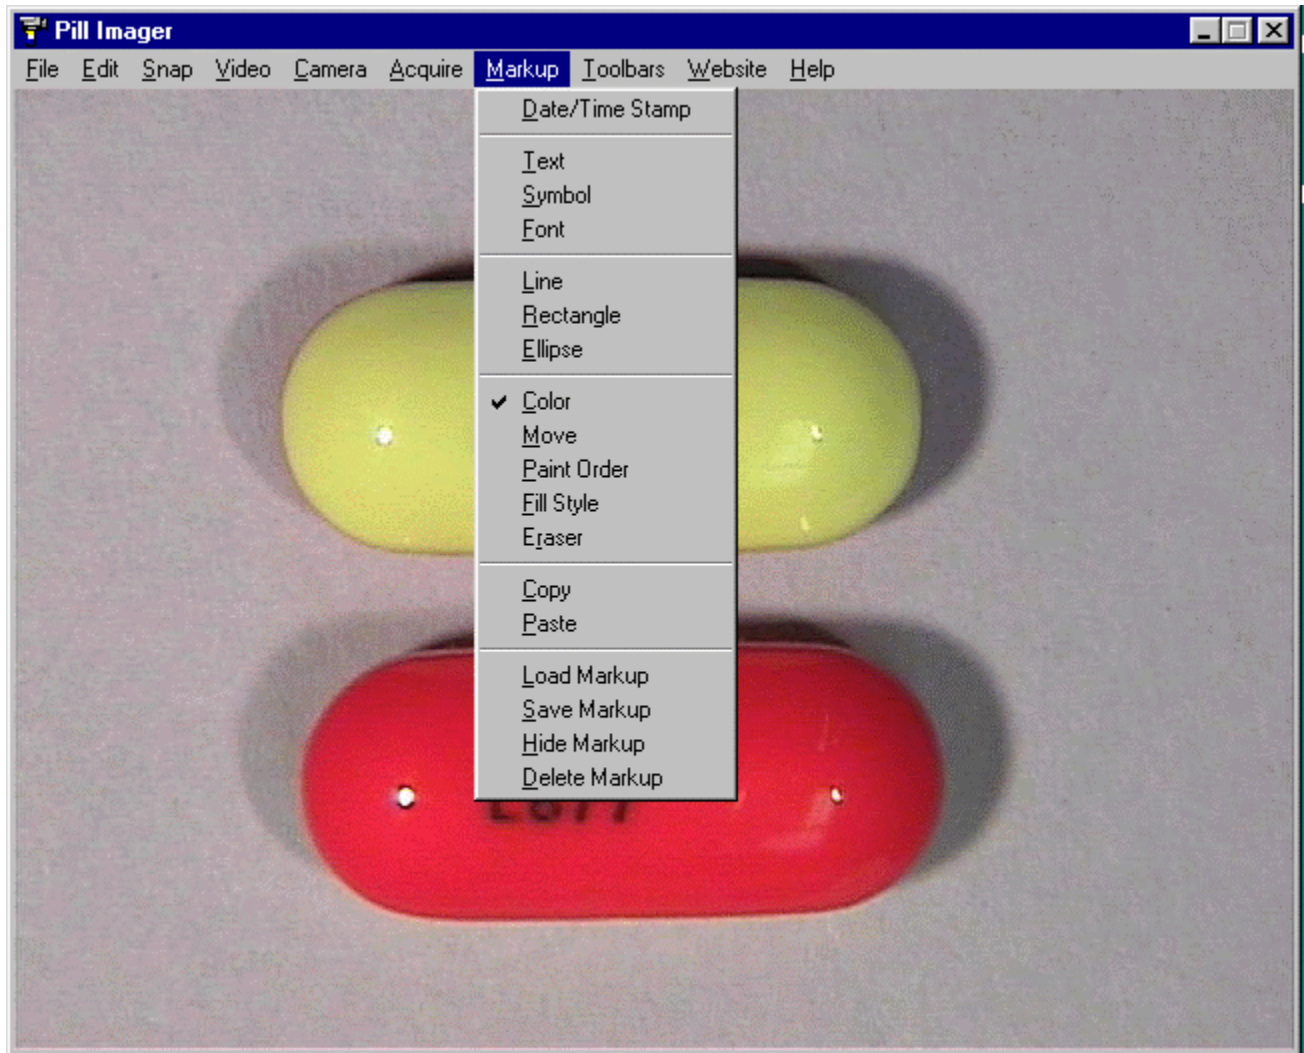 Pill Imager
File Edit Snap Video Camera Acquire Markup Toolbars Website Help
Date/Time Stamp
Text
Symbol
Font
Line
Rectangle
Ellipse
Color
Move
Paint Order
Fill Style
Eraser
Copy
Paste
Load Markup
Save Markup
Hide Markup
Delete Markup